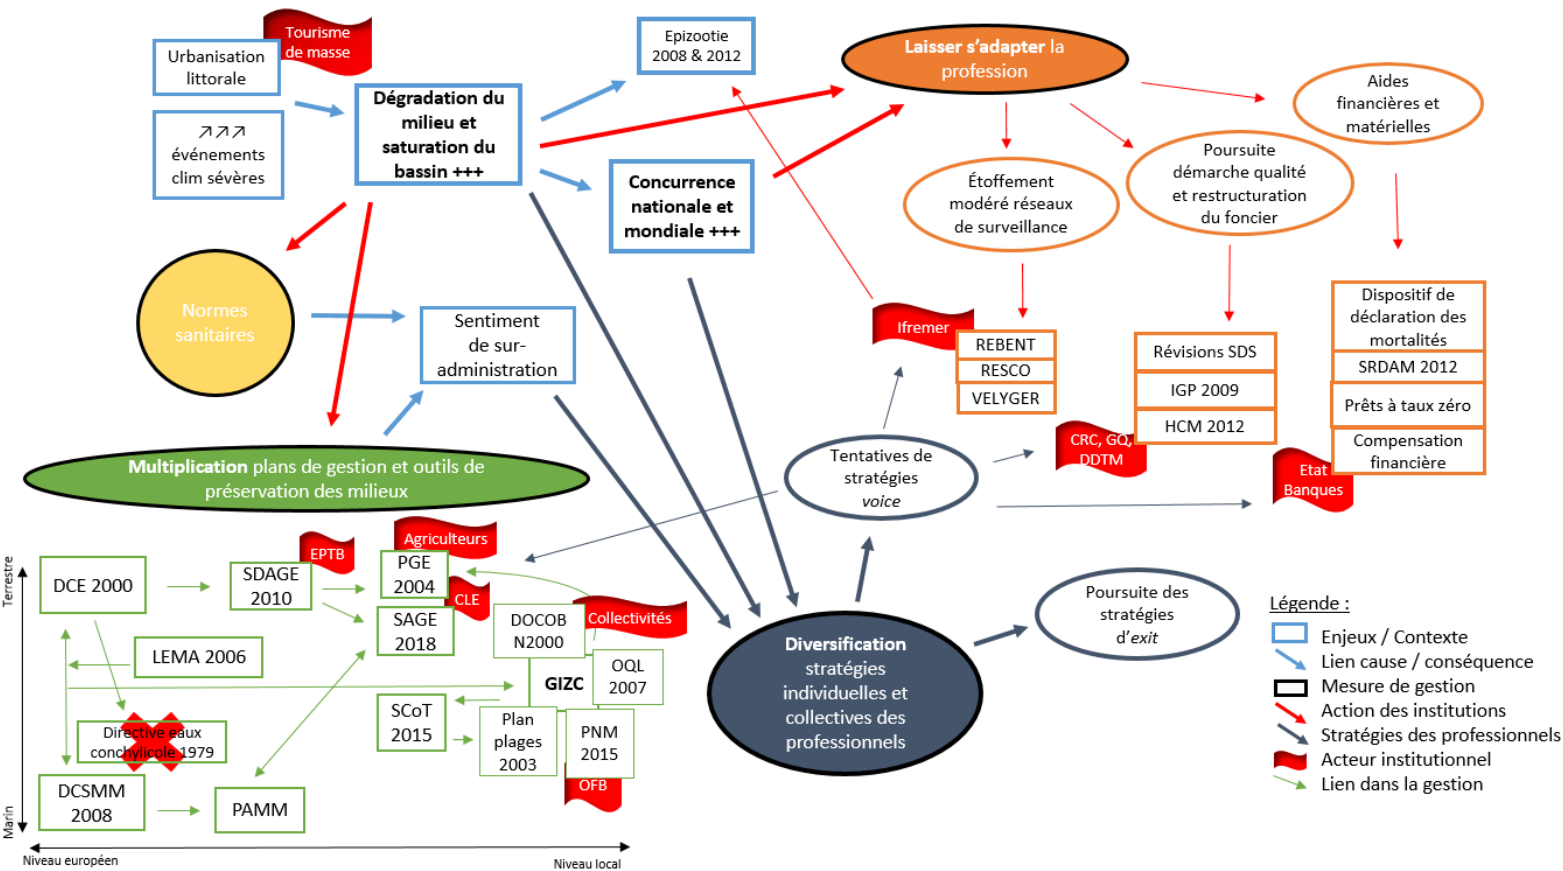 Tourisme
de masse
Urbanisation
littorale
↗↗↗
événements
clim sévères
Dégradation du
milieu et
saturation du
bassin +++
Epizootie
2008 & 2012
Concurrence
nationale et
mondiale +++
Laisser s’adapter la
profession
Aides
financières et
matérielles
Poursuite
démarche qualité
et restructuration
du foncier
Étoffement
modéré réseaux
de surveillance
Normes
sanitaires
Sentiment
de sur-
administration
Ifremer
REBENT
RESCO
VELYGER
Révisions SDS
IGP 2009
HCM 2012
Dispositif de
déclaration des
mortalités
SRDAM 2012
Prêts à taux zéro
Compensation
financière
CRC, GQ,
DDTM
Etat
Banques
Multiplication plans de gestion et outils de
préservation des milieux
Tentatives de
stratégies
voice
Terrestre
Marin
DCE 2000
EPTB
SDAGE
2010
Agriculteurs
PGE
2004
CLE
SAGE
2018
LEMA 2006
Directive eaux
conchylicole 1979
DCSMM
2008
PAMM
DOCOB
N2000
Collectivités
GIZC
OQL
2007
SCoT
2015
Plan
plages
2003
PNM
2015
OFB
Niveau européen
Niveau local
Diversification
stratégies
individuelles et
collectives des
professionnels
Poursuite des
stratégies
d’exit
Légende :
Enjeux / Contexte
Lien cause / conséquence
Mesure de gestion
Action des institutions
Stratégies des professionnels
Acteur institutionnel
Lien dans la gestion